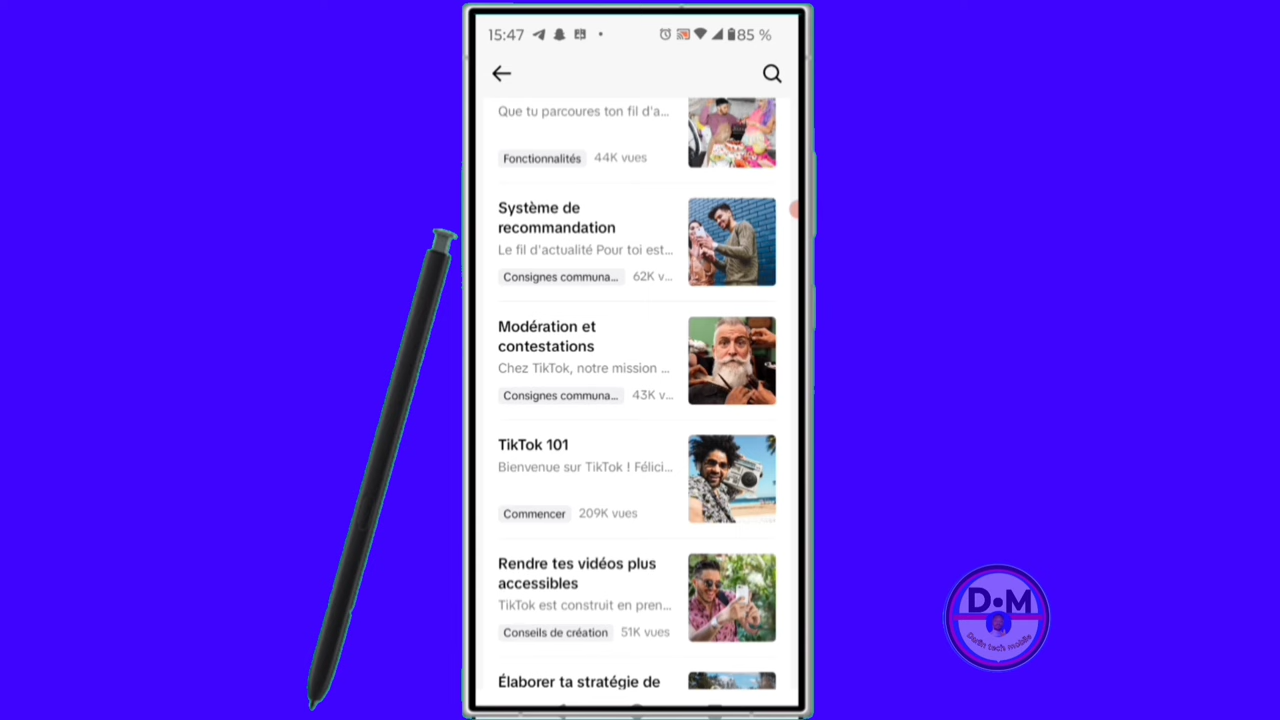 15:47
85 %
Que tu parcoures ton fil d'a...
Fonctionnalités 44K vues
Système de
recommandation
Le fil d'actualité Pour toi est...
Consignes communa... 62K v...
Modération et
contestations
Chez TikTok, notre mission ...
Consignes communa... 43K v...
TikTok 101
Bienvenue sur TikTok ! Félici...
Commencer 209K vues
Rendre tes vidéos plus
accessibles
TikTok est construit en pren...
Conseils de création 51K vues
Élaborer ta stratégie de
D•M
tech mobile